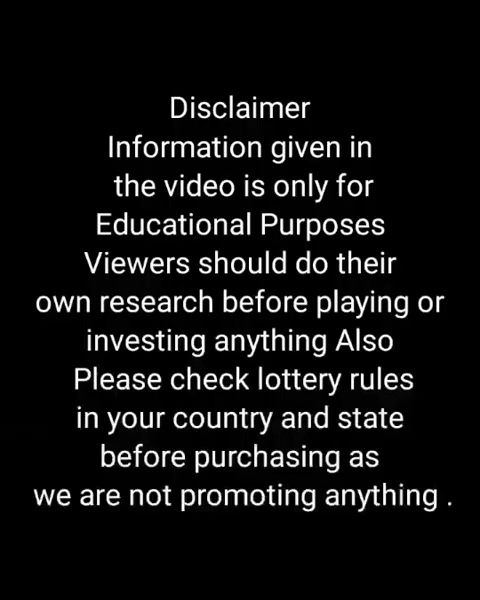 Disclaimer
Information given in
the video is only for
Educational Purposes
Viewers should do their
own research before playing or
investing anything Also
Please check lottery rules
in your country and state
before purchasing as
we are not promoting anything .